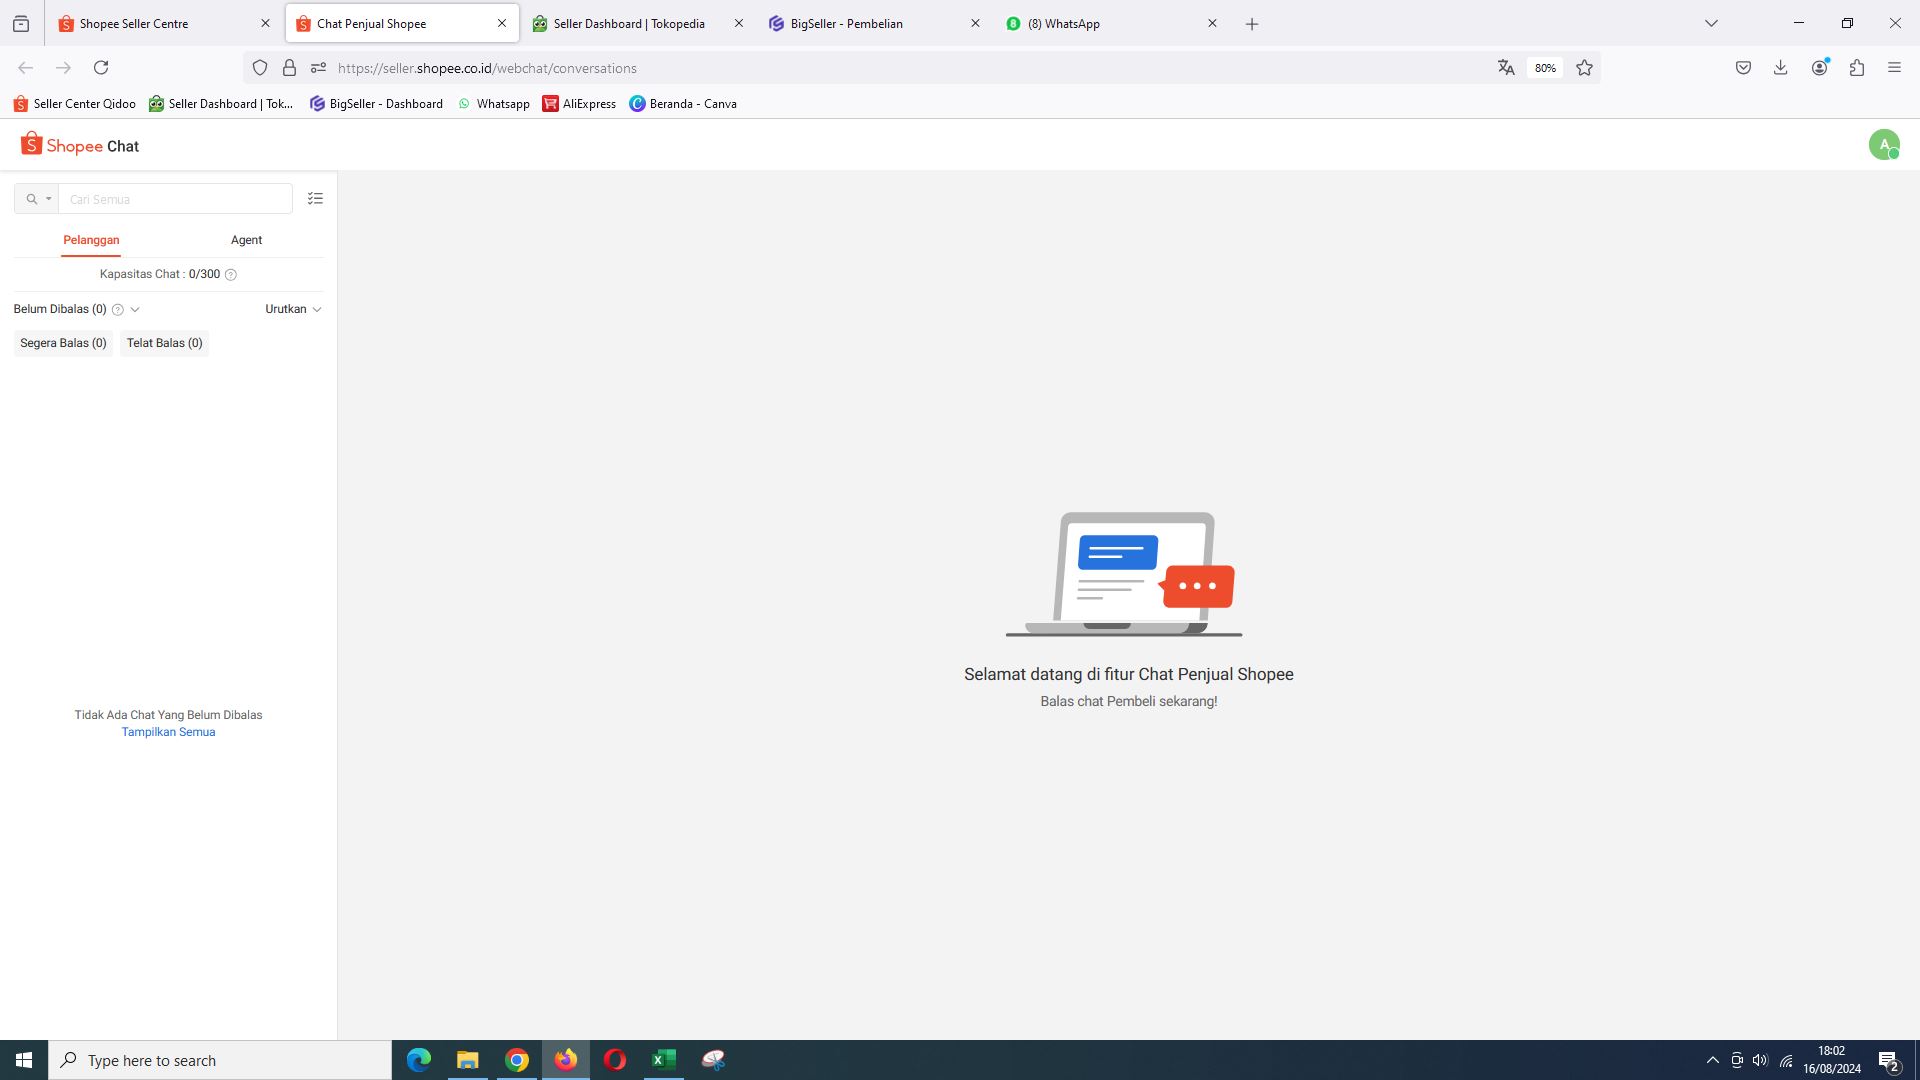 Shopee Seller Centre
Chat Penjual Shopee
Seller Dashboard | Tokopedia
BigSeller - Pembelian
8 (8) WhatsApp
https://seller.shopee.co.id/webchat/conversations
80%
Seller Center Qidoo
Seller Dashboard | Tok...
BigSeller - Dashboard
Whatsapp
AliExpress
Beranda - Canva
Shopee Chat
A
Cari Semua
Pelanggan
Agent
Kapasitas Chat : 0/300
Belum Dibalas (0)
Urutkan
Segera Balas (0)
Telat Balas (0)
Tidak Ada Chat Yang Belum Dibalas
Tampilkan Semua
Selamat datang di fitur Chat Penjual Shopee
Balas chat Pembeli sekarang!
Type here to search
18:02
16/08/2024
2